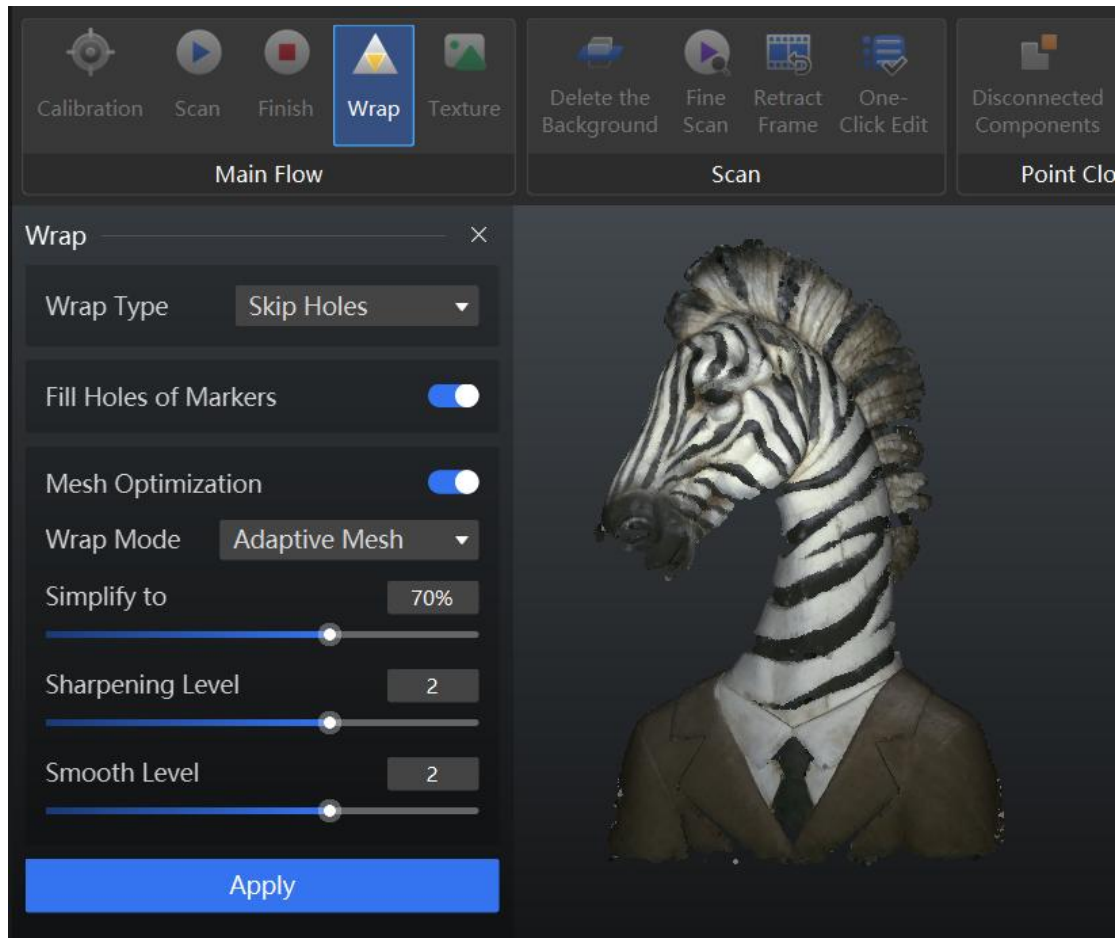 Calibration
Scan
Finish
Wrap
Texture
Main Flow
Delete the
Background
Fine
Scan
Retract
Frame
One-
Click Edit
Scan
Disconnected
Components
Point Clo
Wrap
Wrap Type
Skip Holes
Fill Holes of Markers
Mesh Optimization
Wrap Mode
Adaptive Mesh
Simplify to
70%
Sharpening Level
2
Smooth Level
2
Apply